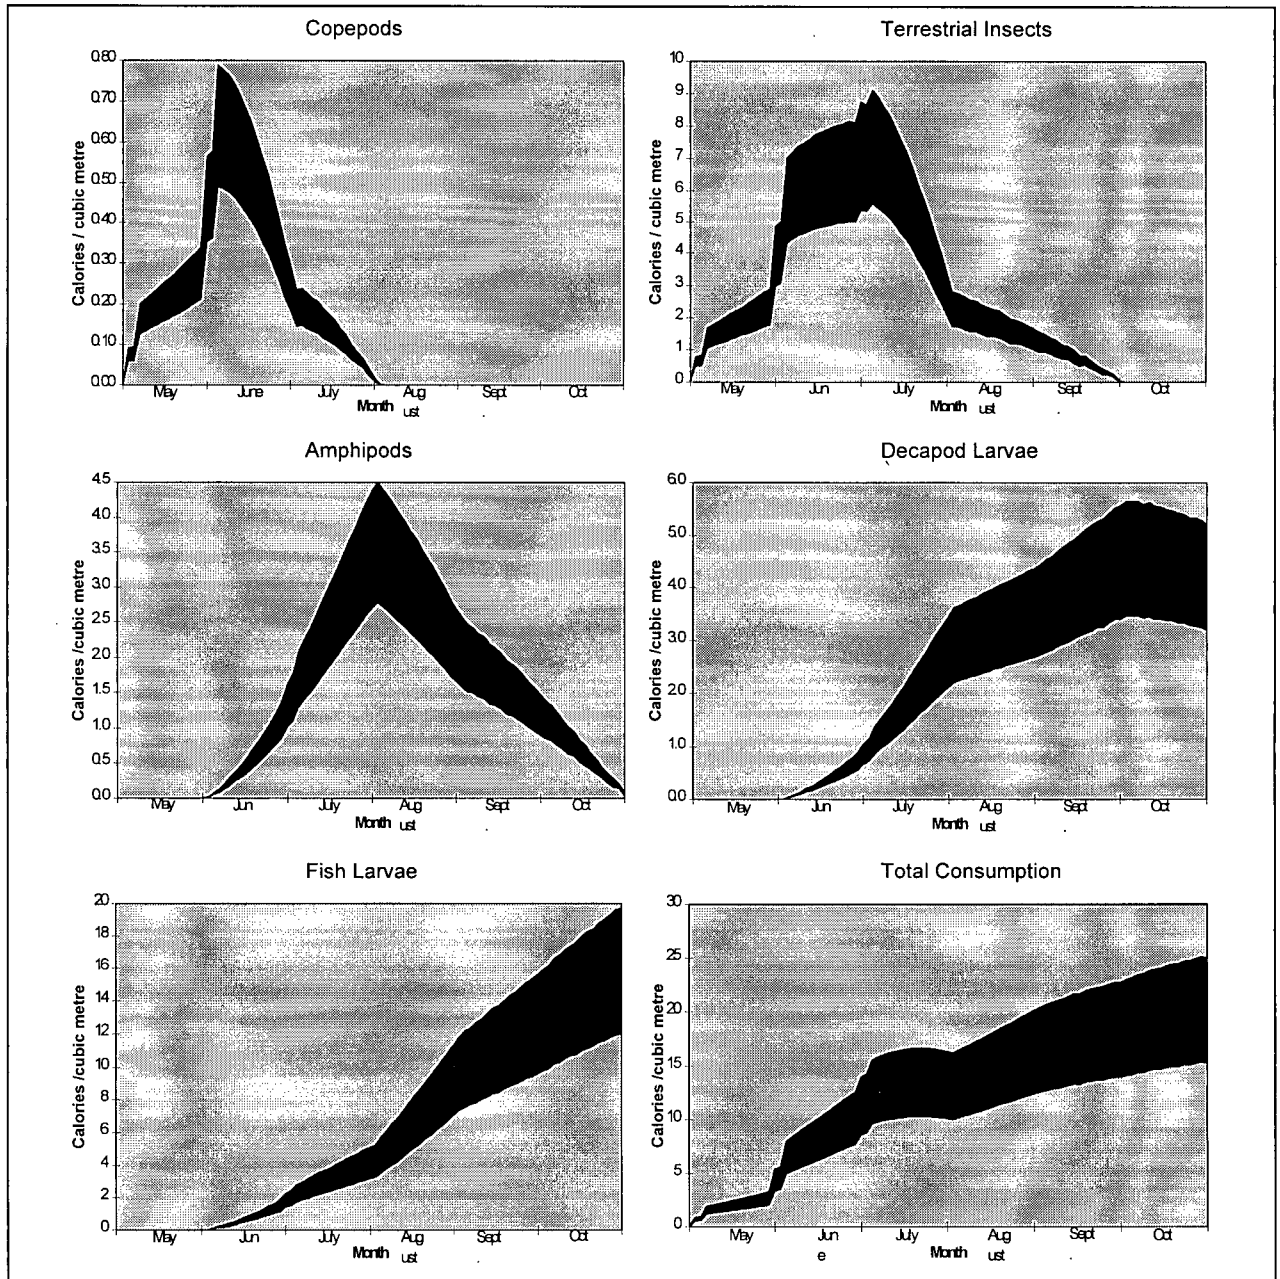 Copepods
Calories / cubic metre
0.80
0.70
0.60
0.50
0.40
0.30
0.20
0.10
0.00
May
June
July
Aug
ust
Sept
Oct
Month
Terrestrial Insects
Calories / cubic metre
10
9
8
7
6
5
4
3
2
1
0
May
Jun
July
Aug
ust
Sept
Oct
Month
Amphipods
Calories /cubic metre
4.5
4.0
3.5
3.0
2.5
2.0
1.5
1.0
0.5
0.0
May
Jun
July
Aug
ust
Sept
Oct
Month
Decapod Larvae
Calories / cubic metre
6.0
5.0
4.0
3.0
2.0
1.0
0.0
May
Jun
July
Aug
ust
Sept
Oct
Month
Fish Larvae
Calories /cubic metre
20
18
16
14
12
10
8
6
4
2
0
May
Jun
July
Aug
ust
Sept
Oct
Month
Total Consumption
Calories /cubic metre
30
25
20
15
10
5
0
May
Jun
e
July
Aug
ust
Sept
Oct
Month